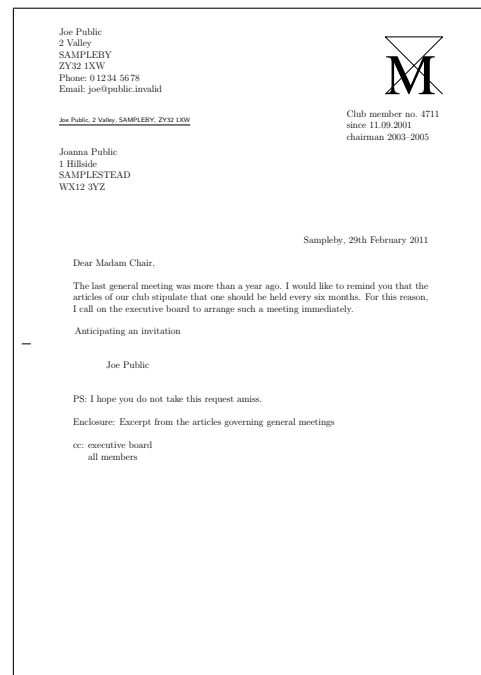 Joe Public
2 Valley
SAMPLEBY
ZY32 1XW
Phone: 0 12 34 56 78
Email: joe@public.invalid
M
Club member no. 4711
since 11.09.2001
chairman 2003–2005
Joe Public, 2 Valley, SAMPLEBY, ZY32 1XW
Joanna Public
1 Hillside
SAMPLESTEAD
WX12 3YZ
Sampleby, 29th February 2011
Dear Madam Chair,
The last general meeting was more than a year ago. I would like to remind you that the
articles of our club stipulate that one should be held every six months. For this reason,
I call on the executive board to arrange such a meeting immediately.
Anticipating an invitation
Joe Public
PS: I hope you do not take this request amiss.
Enclosure: Excerpt from the articles governing general meetings
cc: executive board
all members